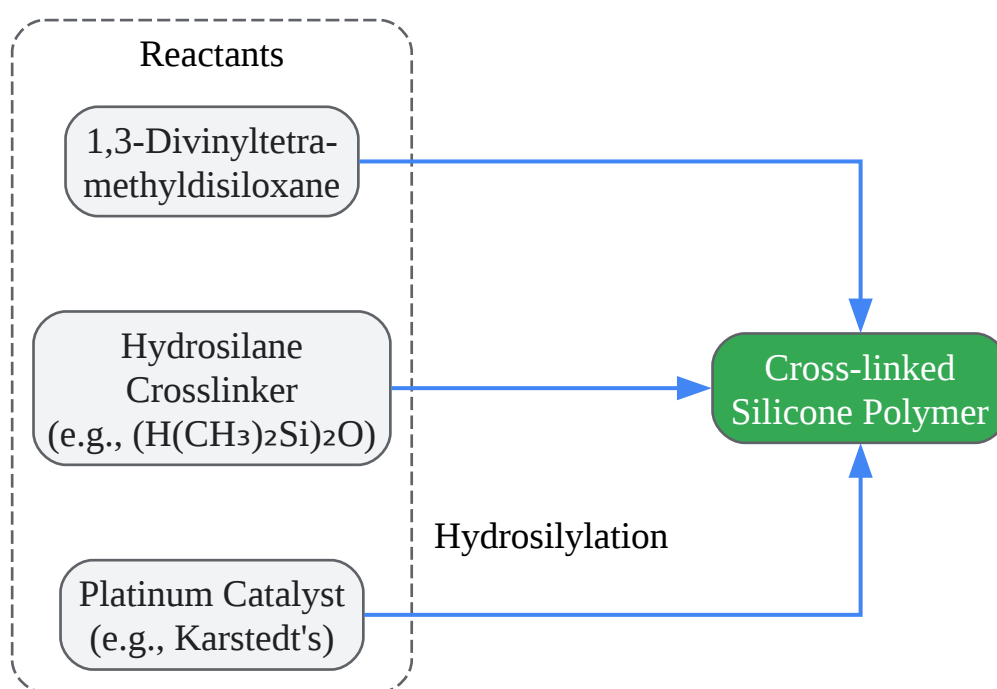 Reactants
1,3-Divinyltetra-
methyldisiloxane
Hydrosilane
Crosslinker
(e.g., (H(CH₃)₂Si)₂O)
Cross-linked
Silicone Polymer
Hydrosilylation
Platinum Catalyst
(e.g., Karstedt's)